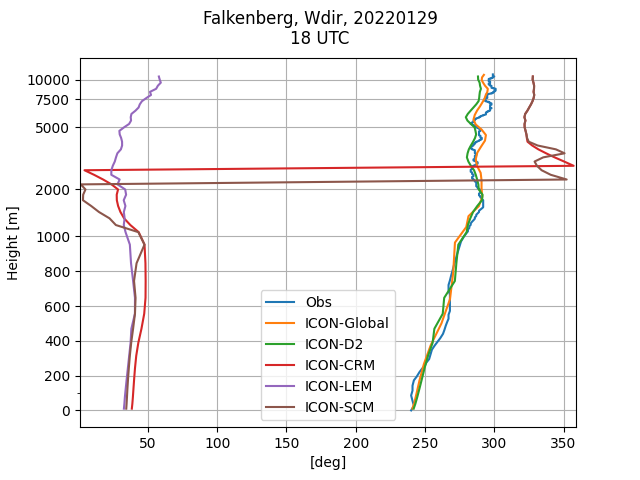 Falkenberg, Wdir, 20220129
18 UTC
Height [m]
10000
7500
5000
2000
1000
800
600
400
200
0
Obs
ICON-Global
ICON-D2
ICON-CRM
ICON-LEM
ICON-SCM
50 100 150 200 250 300 350
[deg]